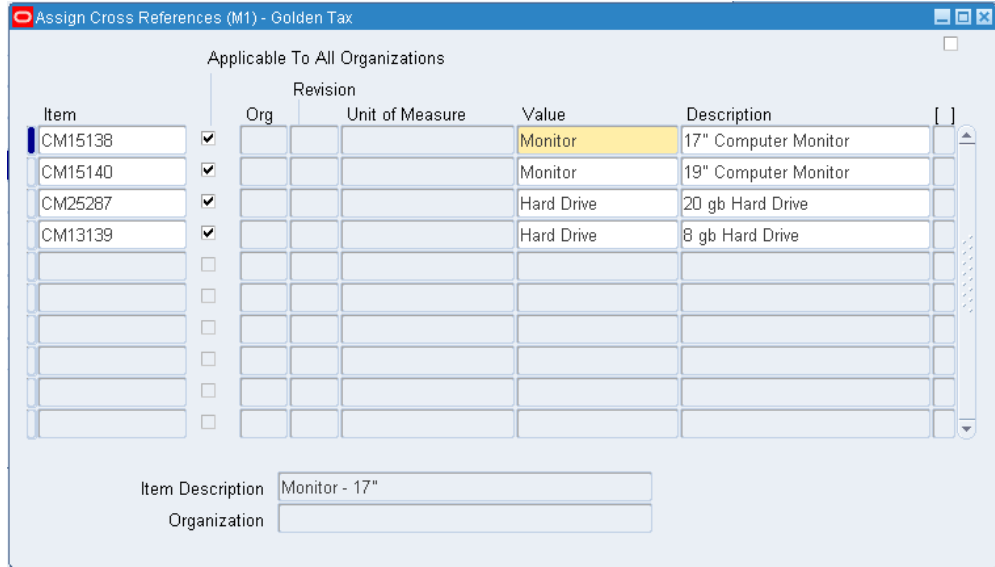 Assign Cross References (M1) - Golden Tax
Applicable To All Organizations
Revision
Item Org Unit of Measure Value Description [ ]
CM15138 Monitor 17" Computer Monitor
CM15140 Monitor 19" Computer Monitor
CM25287 Hard Drive 20 gb Hard Drive
CM13139 Hard Drive 8 gb Hard Drive
Item Description Monitor - 17"
Organization